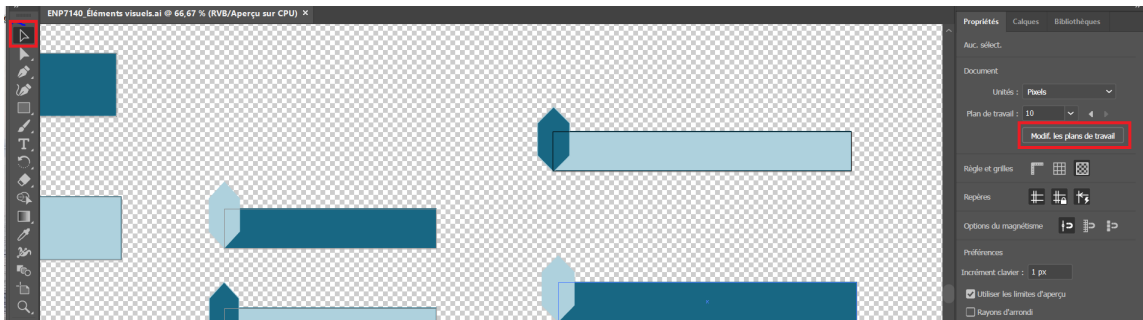 ENP7140_Éléments visuels.ai @ 66,67 % (RVB/Aperçu sur CPU) ×
Propriétés Calques Bibliothèques
Auc. sélect.
Document
Unités : Pixels
Plan de travail : 10
Modif. les plans de travail
Règle et grilles
Repères
Options du magnétisme
Préférences
Incrément clavier : 1 px
Utiliser les limites d'aperçu
Rayons d'arrondi